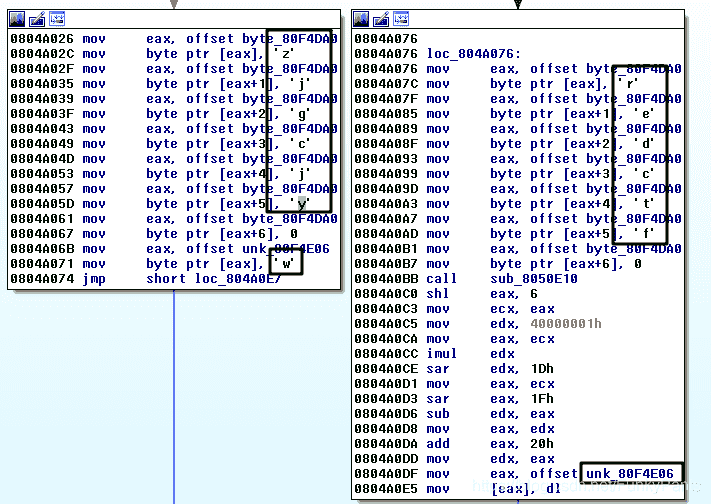 0804A026 mov eax, offset byte_80F4DA0
0804A02C mov byte ptr [eax], 'z'
0804A02F mov eax, offset byte_80F4DA0
0804A035 mov byte ptr [eax+1], 'j'
0804A039 mov eax, offset byte_80F4DA0
0804A03F mov byte ptr [eax+2], 'g'
0804A043 mov eax, offset byte_80F4DA0
0804A049 mov byte ptr [eax+3], 'c'
0804A04D mov eax, offset byte_80F4DA0
0804A053 mov byte ptr [eax+4], 'j'
0804A057 mov eax, offset byte_80F4DA0
0804A05D mov byte ptr [eax+5], 'y'
0804A061 mov eax, offset byte_80F4DA0
0804A067 mov byte ptr [eax+6], 0
0804A06B mov eax, offset unk_80F4E06
0804A071 mov byte ptr [eax], 'w'
0804A074 jmp short loc_804A0E7
0804A076
0804A076 loc_804A076:
0804A076 mov eax, offset byte_80F4DA0
0804A07C mov byte ptr [eax], 'r'
0804A07F mov eax, offset byte_80F4DA0
0804A085 mov byte ptr [eax+1], 'e'
0804A089 mov eax, offset byte_80F4DA0
0804A08F mov byte ptr [eax+2], 'd'
0804A093 mov eax, offset byte_80F4DA0
0804A099 mov byte ptr [eax+3], 'c'
0804A09D mov eax, offset byte_80F4DA0
0804A0A3 mov byte ptr [eax+4], 't'
0804A0A7 mov eax, offset byte_80F4DA0
0804A0AD mov byte ptr [eax+5], 'f'
0804A0B1 mov eax, offset byte_80F4DA0
0804A0B7 mov byte ptr [eax+6], 0
0804A0BB call sub_8050E10
0804A0C0 shl eax, 6
0804A0C3 mov ecx, eax
0804A0C5 mov edx, 40000001h
0804A0CA mov eax, ecx
0804A0CC imul edx
0804A0CE sar edx, 1Dh
0804A0D1 mov eax, ecx
0804A0D3 sar eax, 1Fh
0804A0D6 sub edx, eax
0804A0D8 mov eax, edx
0804A0DA add eax, 20h
0804A0DD mov edx, eax
0804A0DF mov eax, offset unk_80F4E06
0804A0E5 mov [eax], dl